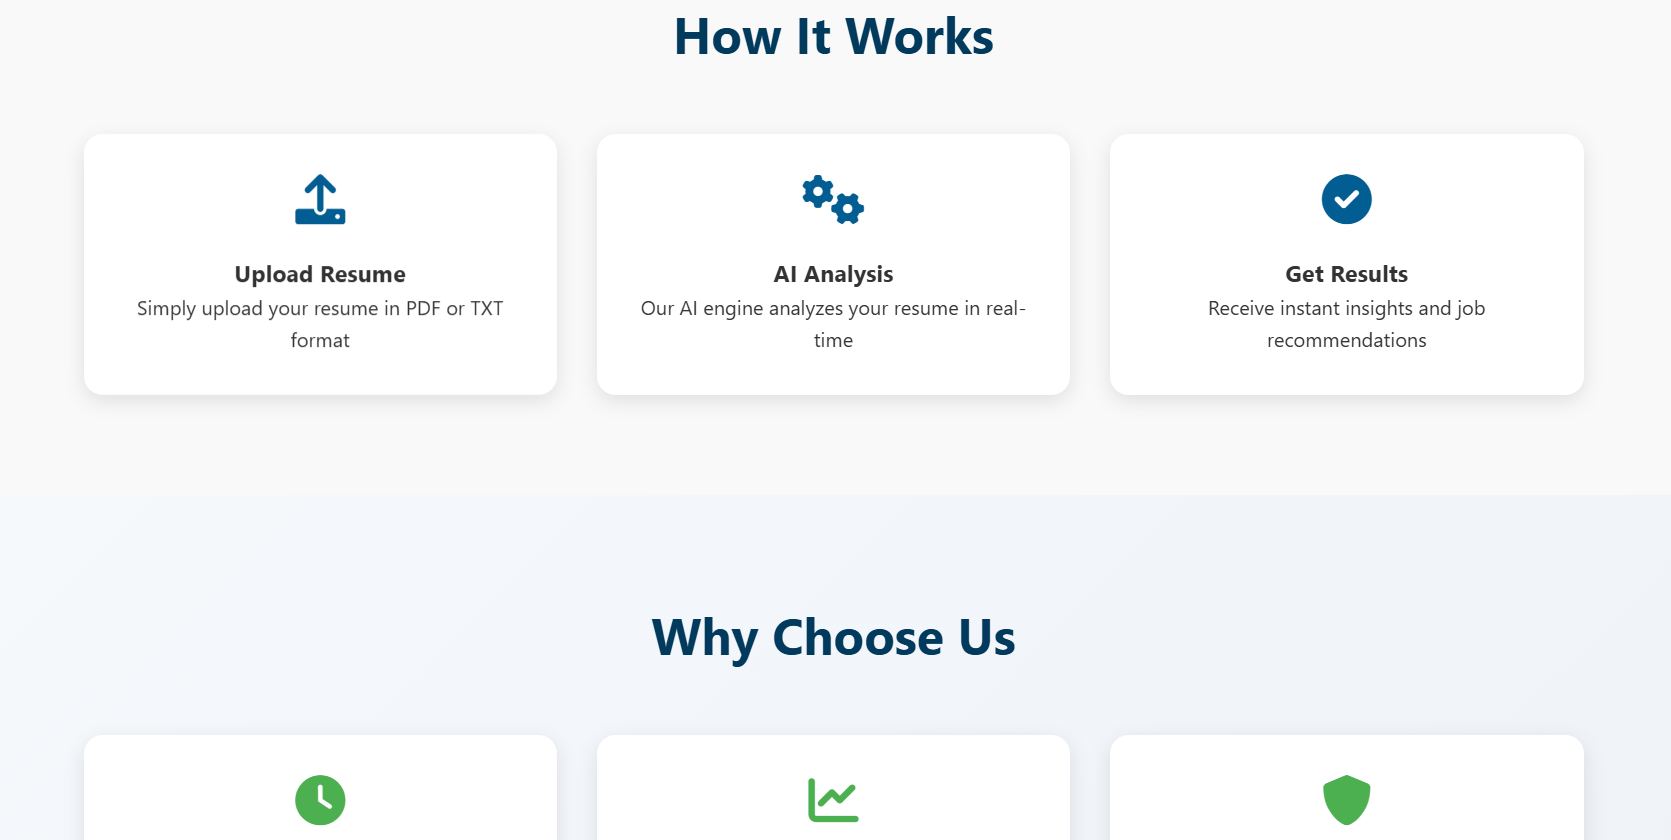 How It Works
Upload Resume
Simply upload your resume in PDF or TXT
format
AI Analysis
Our AI engine analyzes your resume in real-
time
Get Results
Receive instant insights and job
recommendations
Why Choose Us